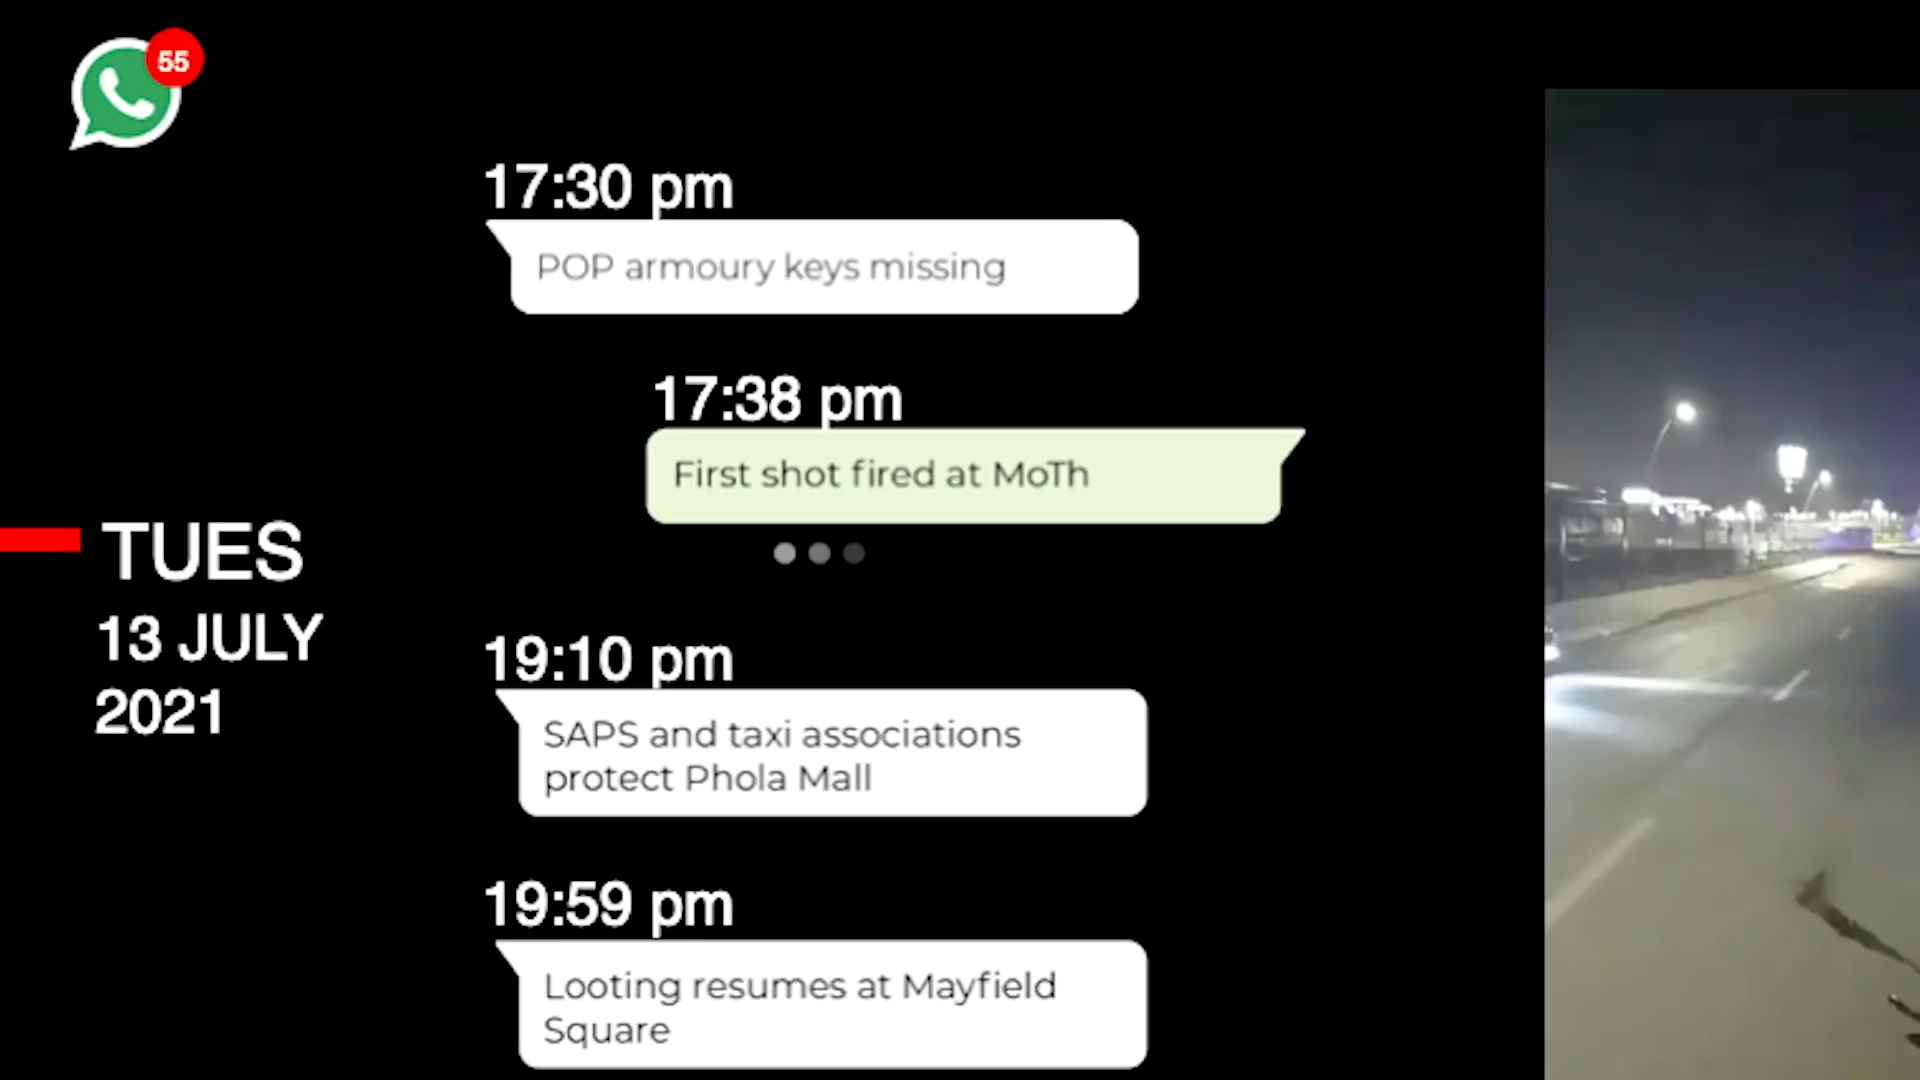 55
17:30 pm
POP armoury keys missing
17:38 pm
First shot fired at MoTh
TUES
13 JULY
2021
19:10 pm
SAPS and taxi associations
protect Phola Mall
19:59 pm
Looting resumes at Mayfield
Square